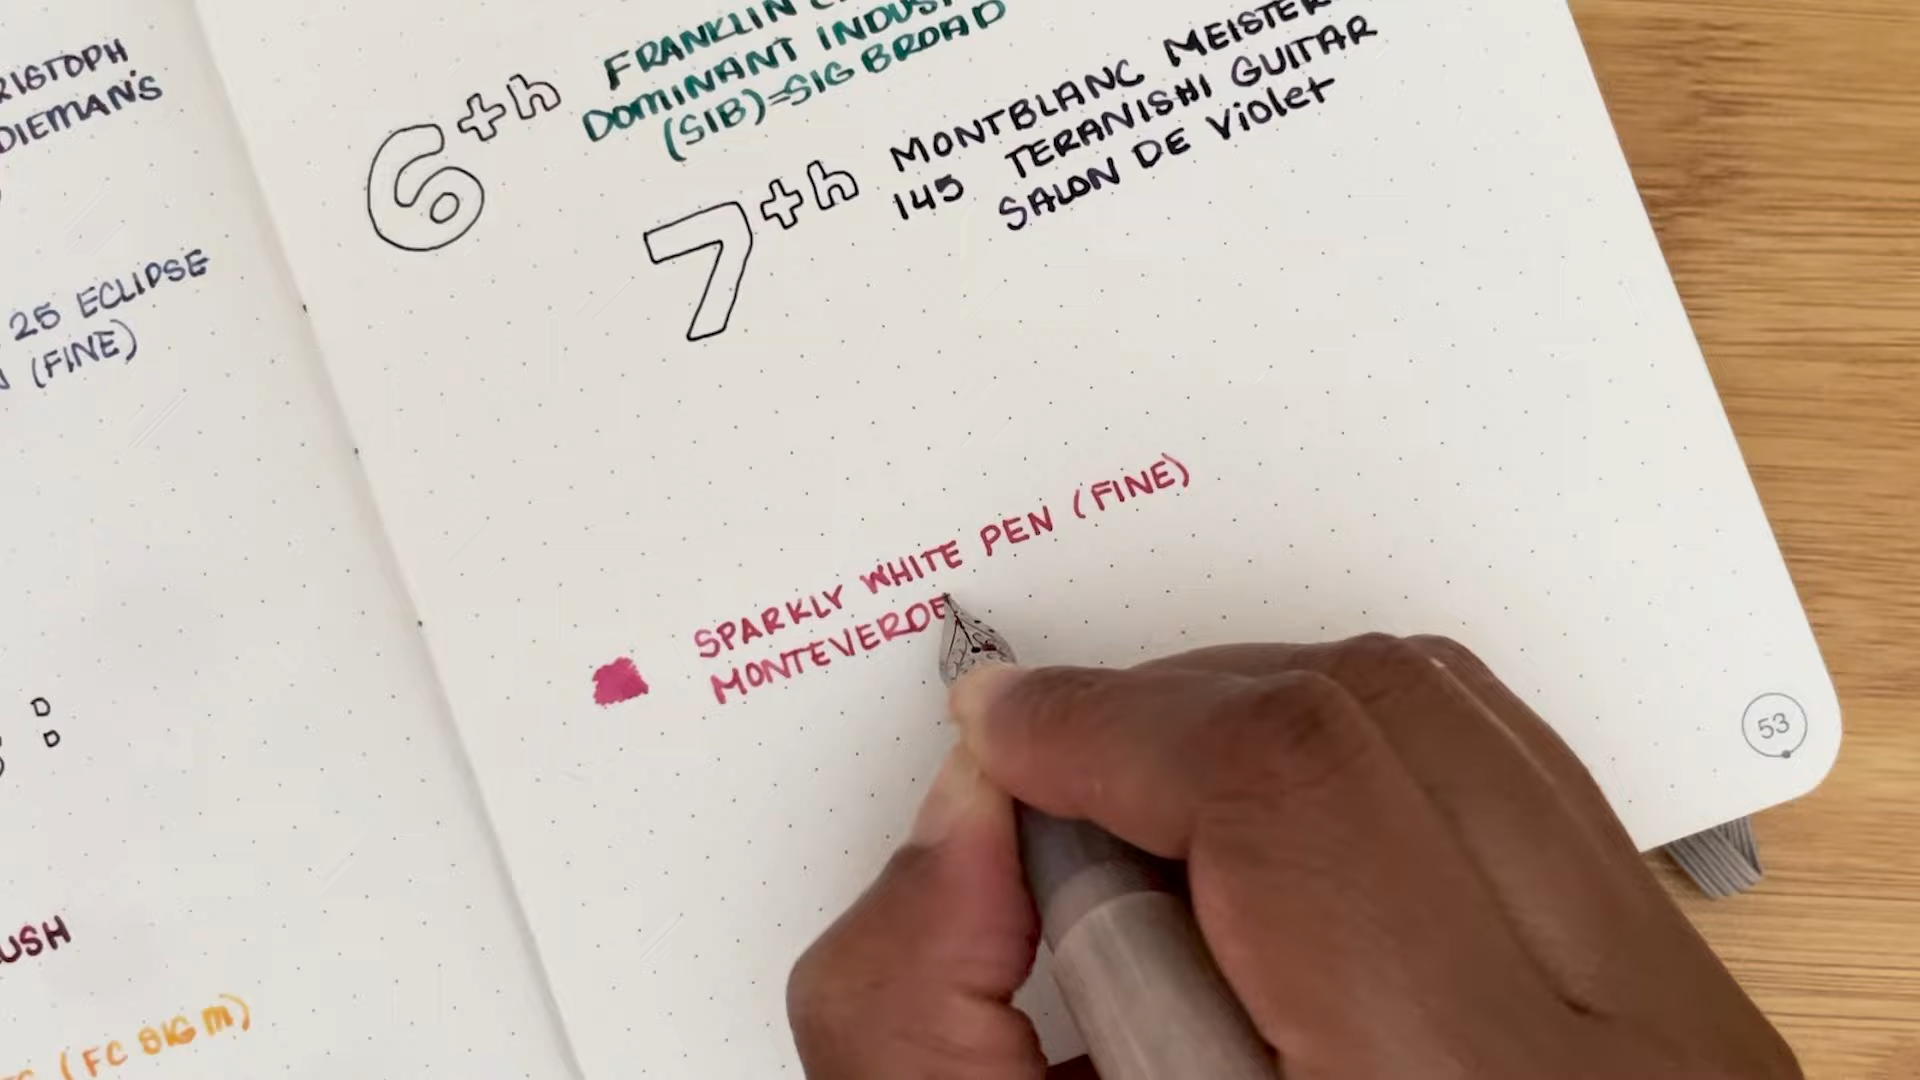 RISTOPH
DIEMAN'S
25 ECLIPSE
(FINE)
USH
(FC SIG M)
6th
FRANKLIN
DOMINANT INDUS
(SIB)=SIG BROAD
7th
MONTBLANC MEISTER
145 TERANISHI GUITAR
SALON DE Violet
SPARKLY WHITE PEN (FINE)
MONTEVERDE
53